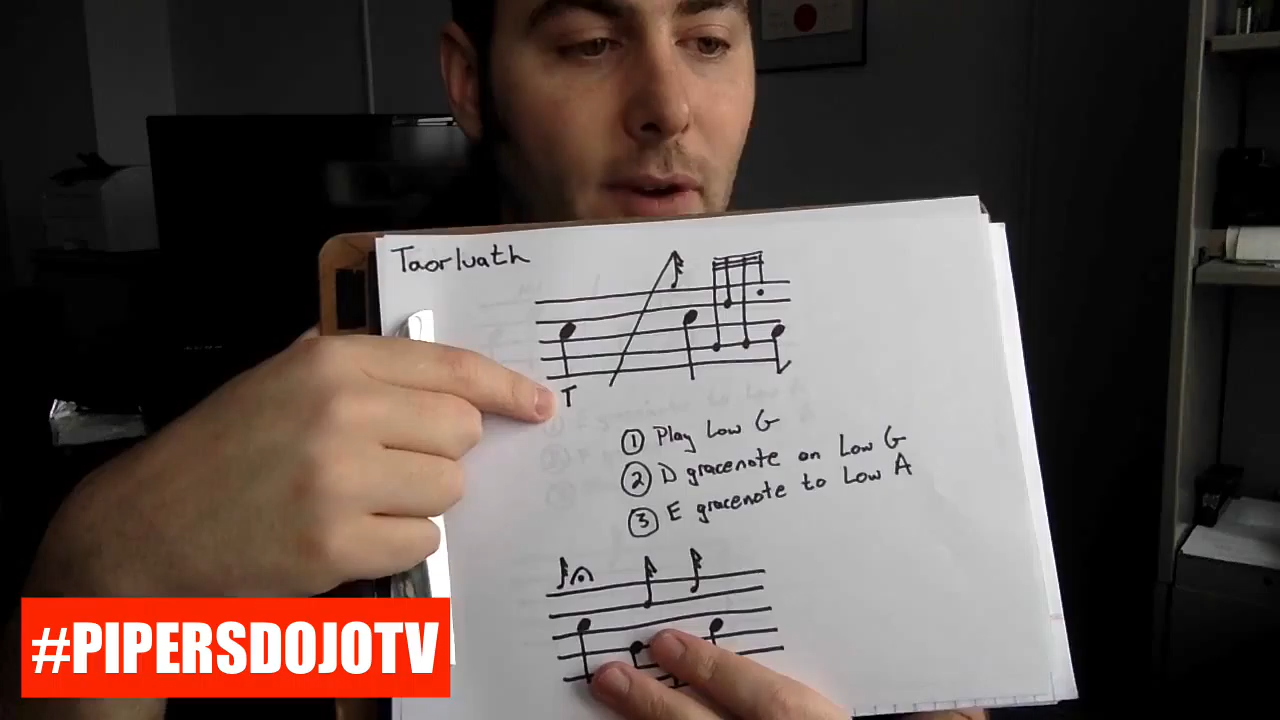 Taorluath
T
① Play Low G
② D gracenote on Low G
③ E gracenote to Low A
#PIPERSDOJOTV